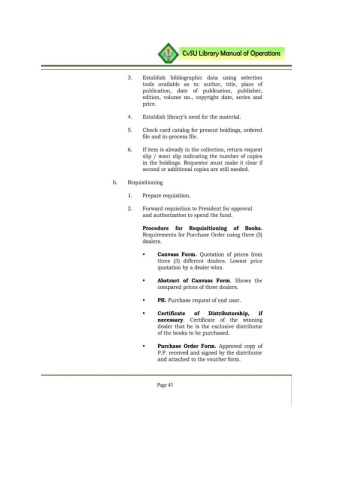 CvSU Library Manual of Operations
3. Establish bibliographic data using selection
tools available as to: author, title, place of
publication, date of publication, publisher,
edition, volume no., copyright date, series and
price.
4. Establish library's need for the material.
5. Check card catalog for present holdings, ordered
file and in-process file.
6. If item is already in the collection, return request
slip / want slip indicating the number of copies
in the holdings. Requestor must make it clear if
second or additional copies are still needed.
b. Requisitioning
1. Prepare requisition.
2. Forward requisition to President for approval
and authorization to spend the fund.
Procedure for Requisitioning of Books.
Requirements for Purchase Order using three (3)
dealers.
• Canvass Form. Quotation of prices from
three (3) different dealers. Lowest price
quotation by a dealer wins.
• Abstract of Canvass Form. Shows the
compared prices of three dealers.
• PR. Purchase request of end user.
• Certificate of Distributorship, if
necessary. Certificate of the winning
dealer that he is the exclusive distributor
of the books to be purchased.
• Purchase Order Form. Approved copy of
P.P. received and signed by the distributor
and attached to the voucher form.
Page 43